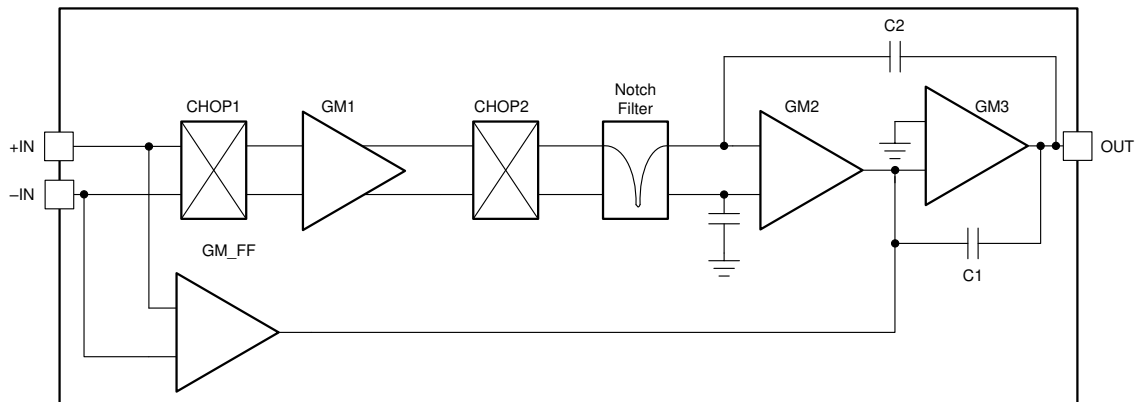 C2
Notch
Filter
CHOP1
GM1
CHOP2
GM2
GM3
+IN
OUT
–IN
GM_FF
C1